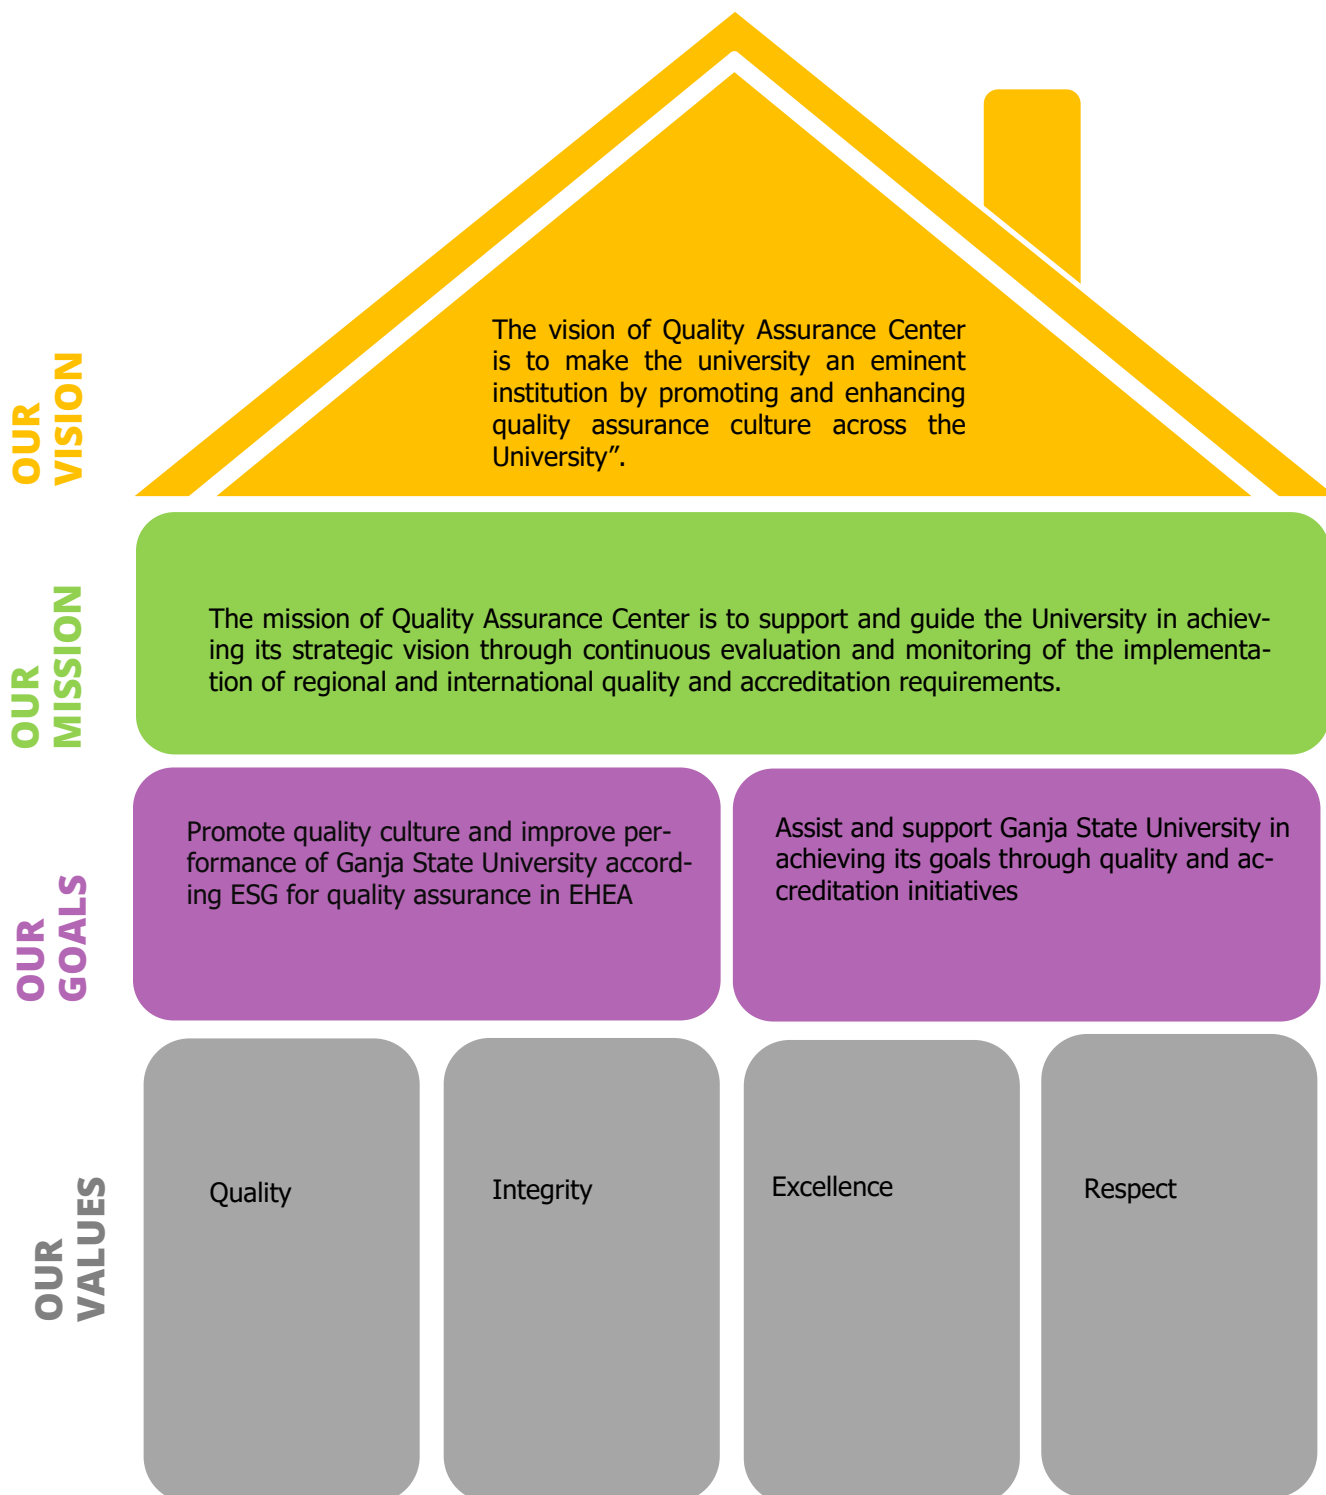 OUR
VISION
The vision of Quality Assurance Center
is to make the university an eminent
institution by promoting and enhancing
quality assurance culture across the
University”.
OUR
MISSION
The mission of Quality Assurance Center is to support and guide the University in achiev-
ing its strategic vision through continuous evaluation and monitoring of the implementa-
tion of regional and international quality and accreditation requirements.
OUR
GOALS
Promote quality culture and improve per-
formance of Ganja State University accord-
ing ESG for quality assurance in EHEA
Assist and support Ganja State University in
achieving its goals through quality and ac-
creditation initiatives
OUR
VALUES
Quality
Integrity
Excellence
Respect